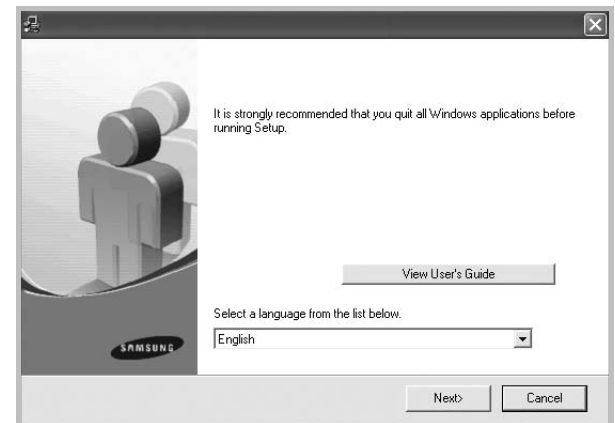 It is strongly recommended that you quit all Windows applications before
running Setup.
View User's Guide
Select a language from the list below.
English
SAMSUNG
Next>
Cancel